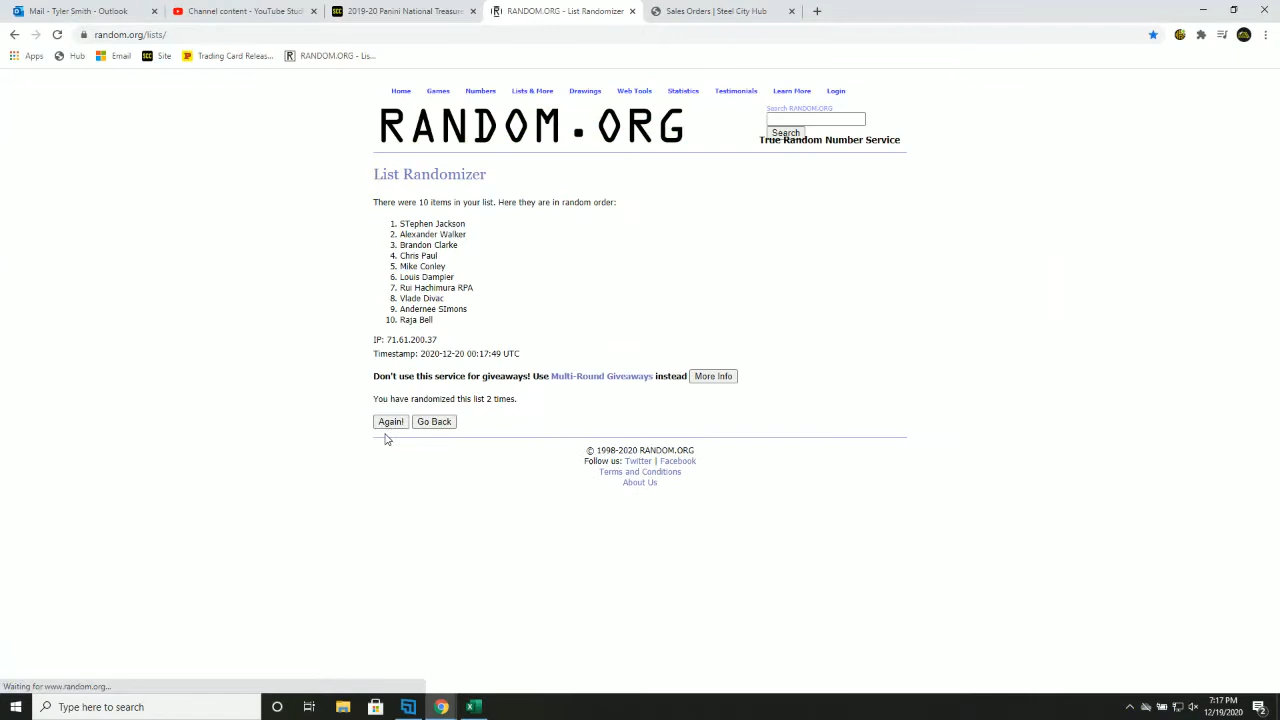 Mail - Tyler Smith - Outlook
Channel content - YouTube Stud
2019-20 Panini National Treasures
RANDOM.ORG - List Randomizer
Sales Orders | Steel City Hub
random.org/lists/
Apps
Hub
Email
Site
Trading Card Releas...
RANDOM.ORG - Lis...
Home
Games
Numbers
Lists & More
Drawings
Web Tools
Statistics
Testimonials
Learn More
Login
RANDOM.ORG
Search RANDOM.ORG
Search
True Random Number Service
List Randomizer
There were 10 items in your list. Here they are in random order:
1. STephen Jackson
2. Alexander Walker
3. Brandon Clarke
4. Chris Paul
5. Mike Conley
6. Louis Dampier
7. Rui Hachimura RPA
8. Vlade Divac
9. Andernee SImons
10. Raja Bell
IP: 71.61.200.37
Timestamp: 2020-12-20 00:17:49 UTC
Don't use this service for giveaways! Use Multi-Round Giveaways instead More Info
You have randomized this list 2 times.
Again! Go Back
© 1998-2020 RANDOM.ORG
Follow us: Twitter | Facebook
Terms and Conditions
About Us
Waiting for www.random.org...
Type here to search
7:17 PM
12/19/2020